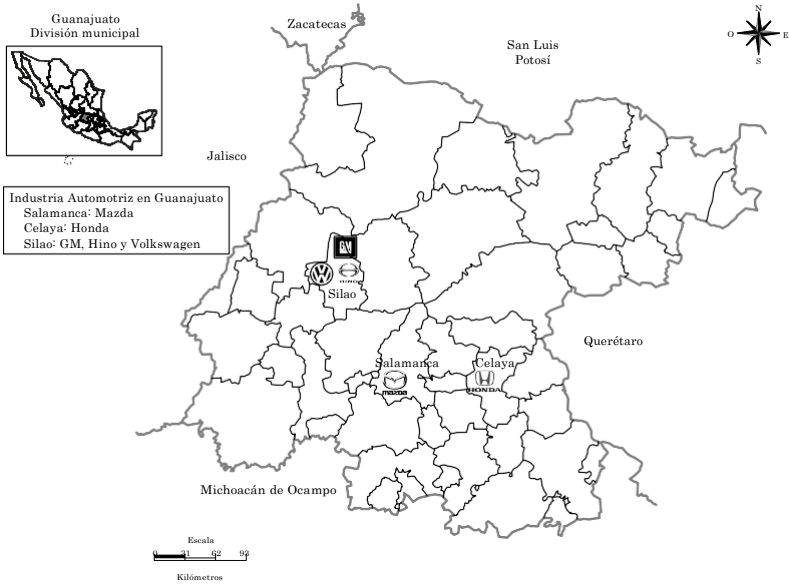 Guanajuato
División municipal
Zacatecas
San Luis
Potosí
N
O
E
S
Jalisco
Industria Automotriz en Guanajuato
Salamanca: Mazda
Celaya: Honda
Silao: GM, Hino y Volkswagen
GM
HINO
Silao
Querétaro
Salamanca
mazda
Celaya
HONDA
Michoacán de Ocampo
Escala
0 31 62 93
Kilómetros